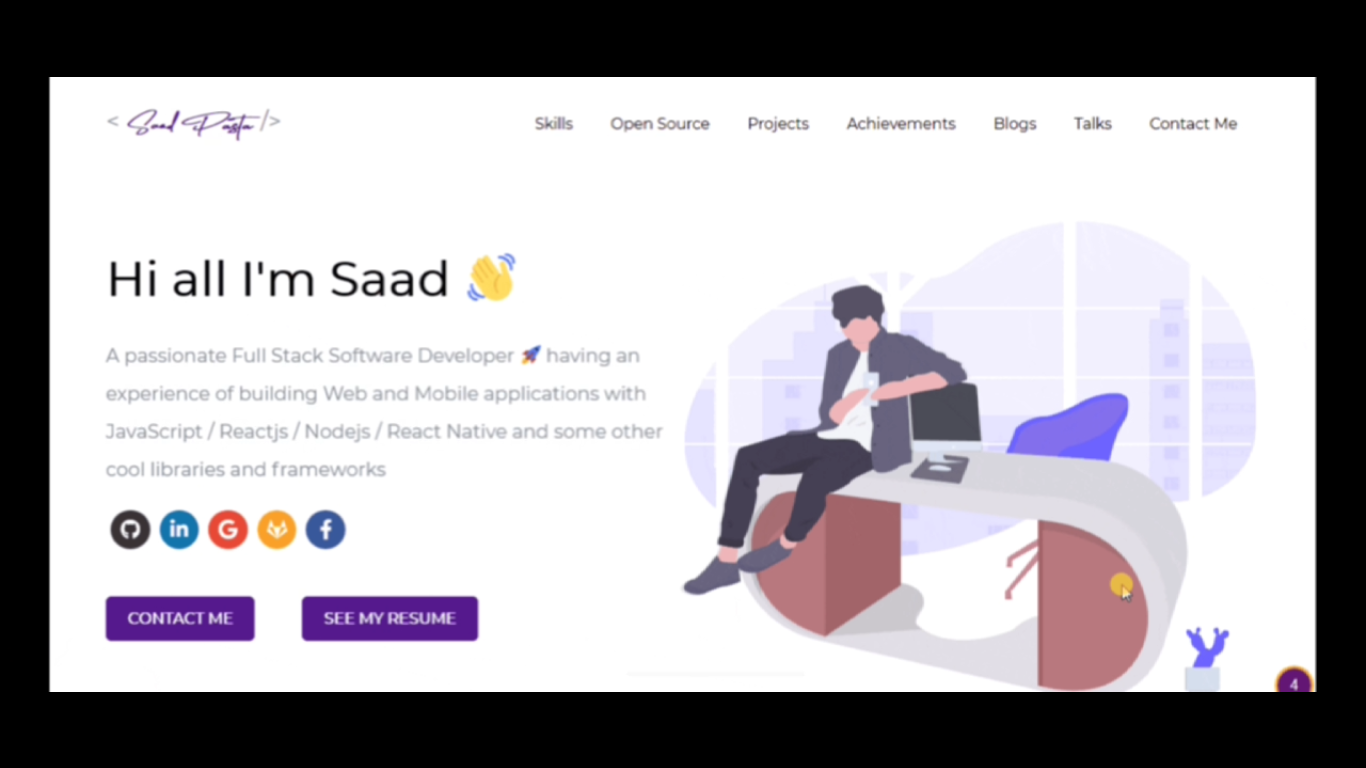 < Saad Pasta />
Skills Open Source Projects Achievements Blogs Talks Contact Me
Hi all I'm Saad 👋
A passionate Full Stack Software Developer 🚀 having an
experience of building Web and Mobile applications with
JavaScript / Reactjs / Nodejs / React Native and some other
cool libraries and frameworks
in G f
CONTACT ME SEE MY RESUME
4